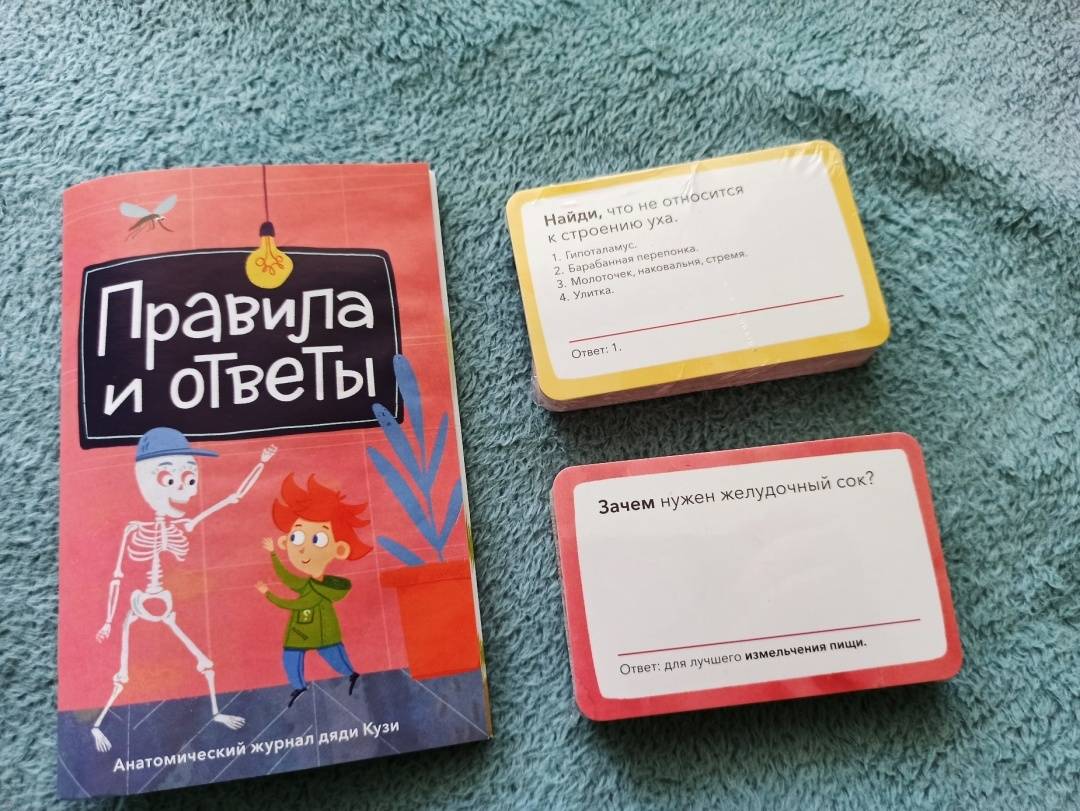 Правила
и ответы
Анатомический журнал дяди Кузи
Найди, что не относится
к строению уха.
1. Гипоталамус.
2. Барабанная перепонка.
3. Молоточек, наковальня, стремя.
4. Улитка.
Ответ: 1.
Зачем нужен желудочный сок?
Ответ: для лучшего измельчения пищи.